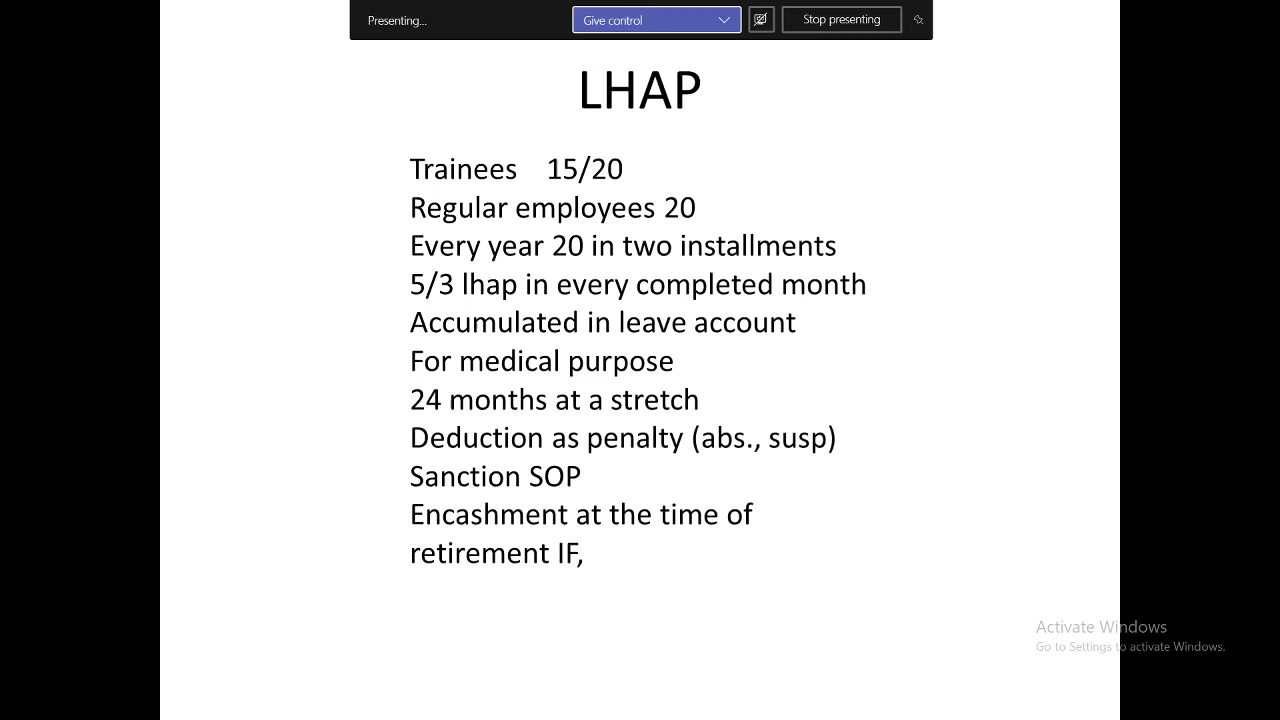 Presenting...
Give control
Stop presenting
LHAP
Trainees 15/20
Regular employees 20
Every year 20 in two installments
5/3 lhap in every completed month
Accumulated in leave account
For medical purpose
24 months at a stretch
Deduction as penalty (abs., susp)
Sanction SOP
Encashment at the time of
retirement IF,
Activate Windows
Go to Settings to activate Windows.